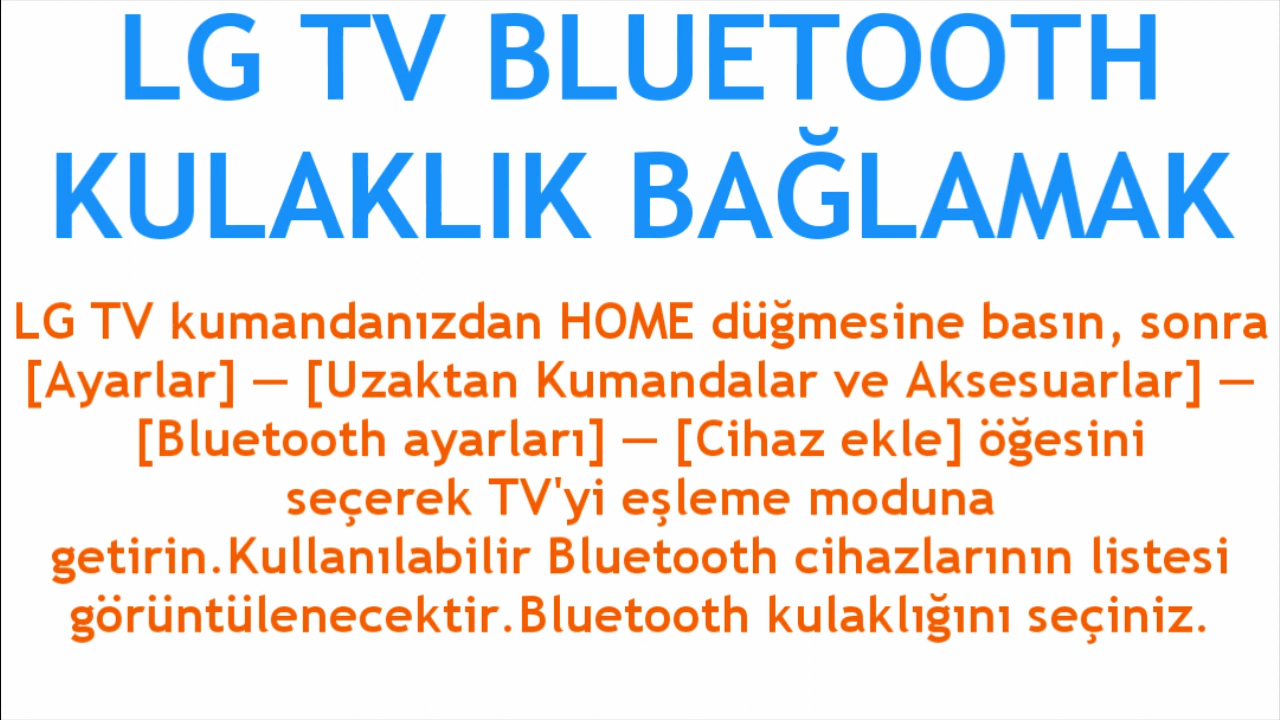 LG TV BLUETOOTH
KULAKLIK BAĞLAMAK
LG TV kumandanızdan HOME düğmesine basın, sonra
[Ayarlar] — [Uzaktan Kumandalar ve Aksesuarlar] —
[Bluetooth ayarları] — [Cihaz ekle] öğesini
seçerek TV'yi eşleme moduna
getirin.Kullanılabilir Bluetooth cihazlarının listesi
görüntülenecektir.Bluetooth kulaklığını seçiniz.